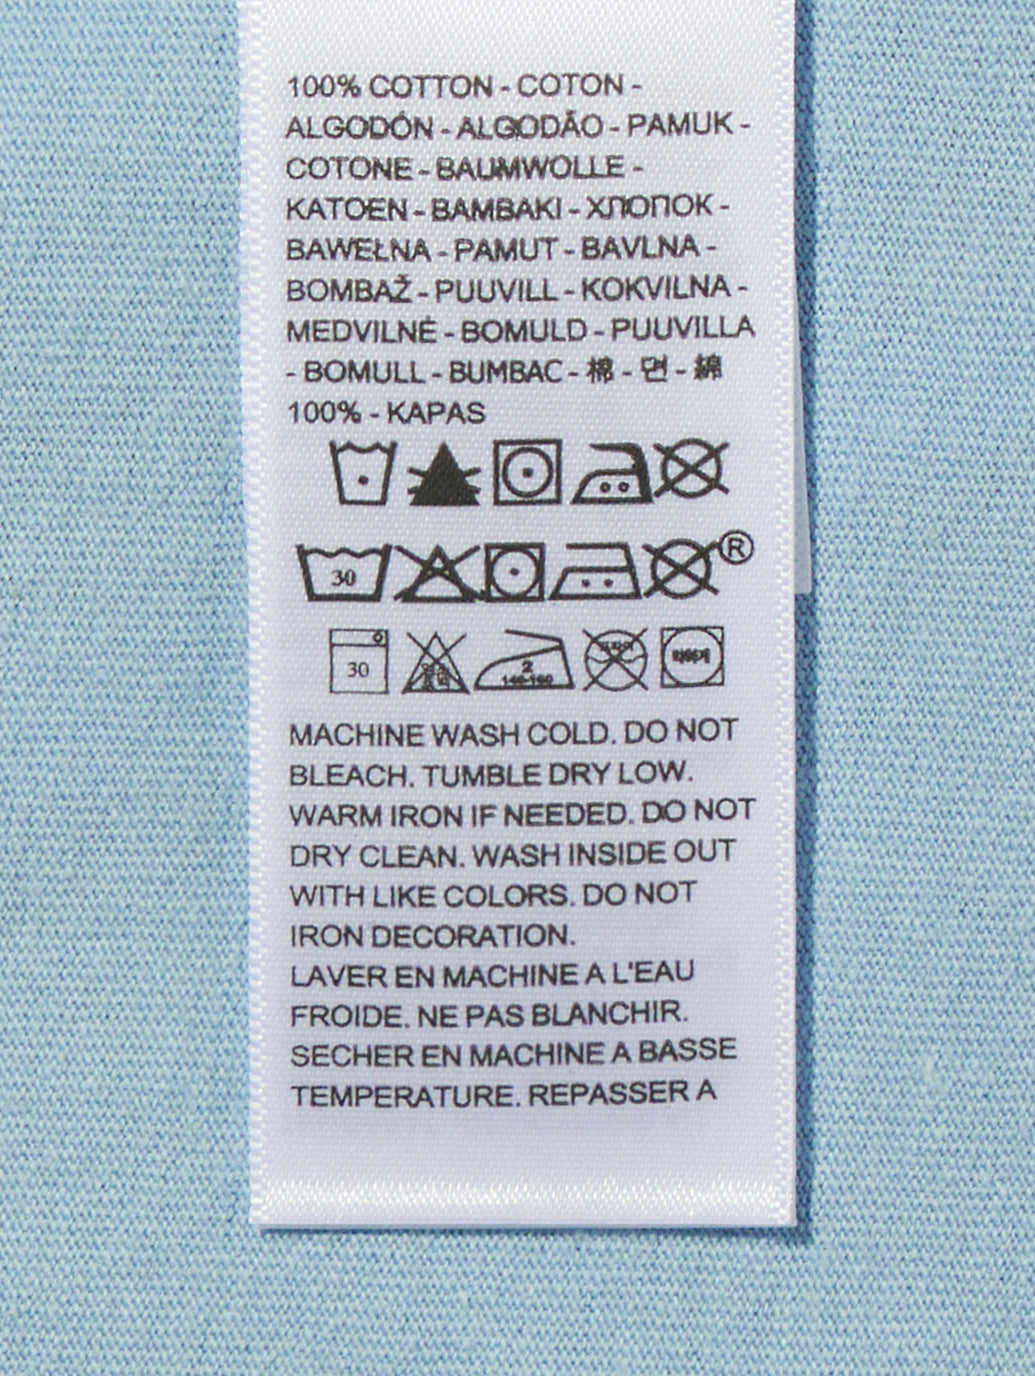 100% COTTON - COTON -
ALGODÓN - ALGODÃO - PAMUK -
COTONE - BAUMWOLLE -
KATOEN - BAMBAKI - ХЛОПОК -
BAWEŁNA - PAMUT - BAVLNA -
BOMBAŽ - PUUVILL - KOKVILNA -
MEDVILNĖ - BOMULD - PUUVILLA
- BOMULL - BUMBAC - 棉 - 면 - 綿
100% - KAPAS
30 ®
30 2 140-160
MACHINE WASH COLD. DO NOT
BLEACH. TUMBLE DRY LOW.
WARM IRON IF NEEDED. DO NOT
DRY CLEAN. WASH INSIDE OUT
WITH LIKE COLORS. DO NOT
IRON DECORATION.
LAVER EN MACHINE A L'EAU
FROIDE. NE PAS BLANCHIR.
SECHER EN MACHINE A BASSE
TEMPERATURE. REPASSER A